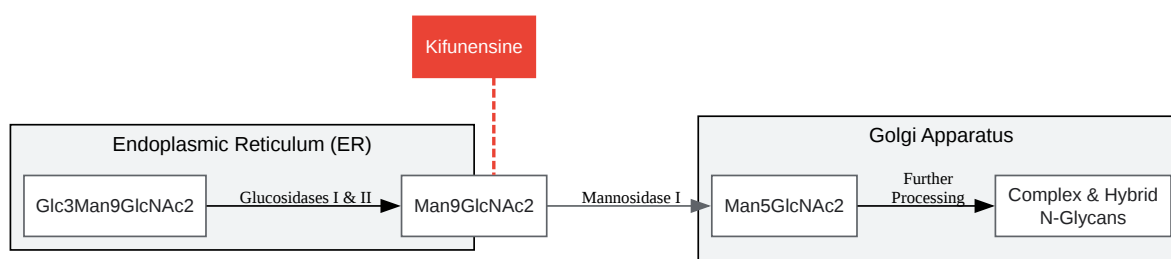 Kifunensine
Endoplasmic Reticulum (ER)
Golgi Apparatus
Glc3Man9GlcNAc2
Glucosidases I & II
Man9GlcNAc2
Mannosidase I
Man5GlcNAc2
Further
Processing
Complex & Hybrid
N-Glycans